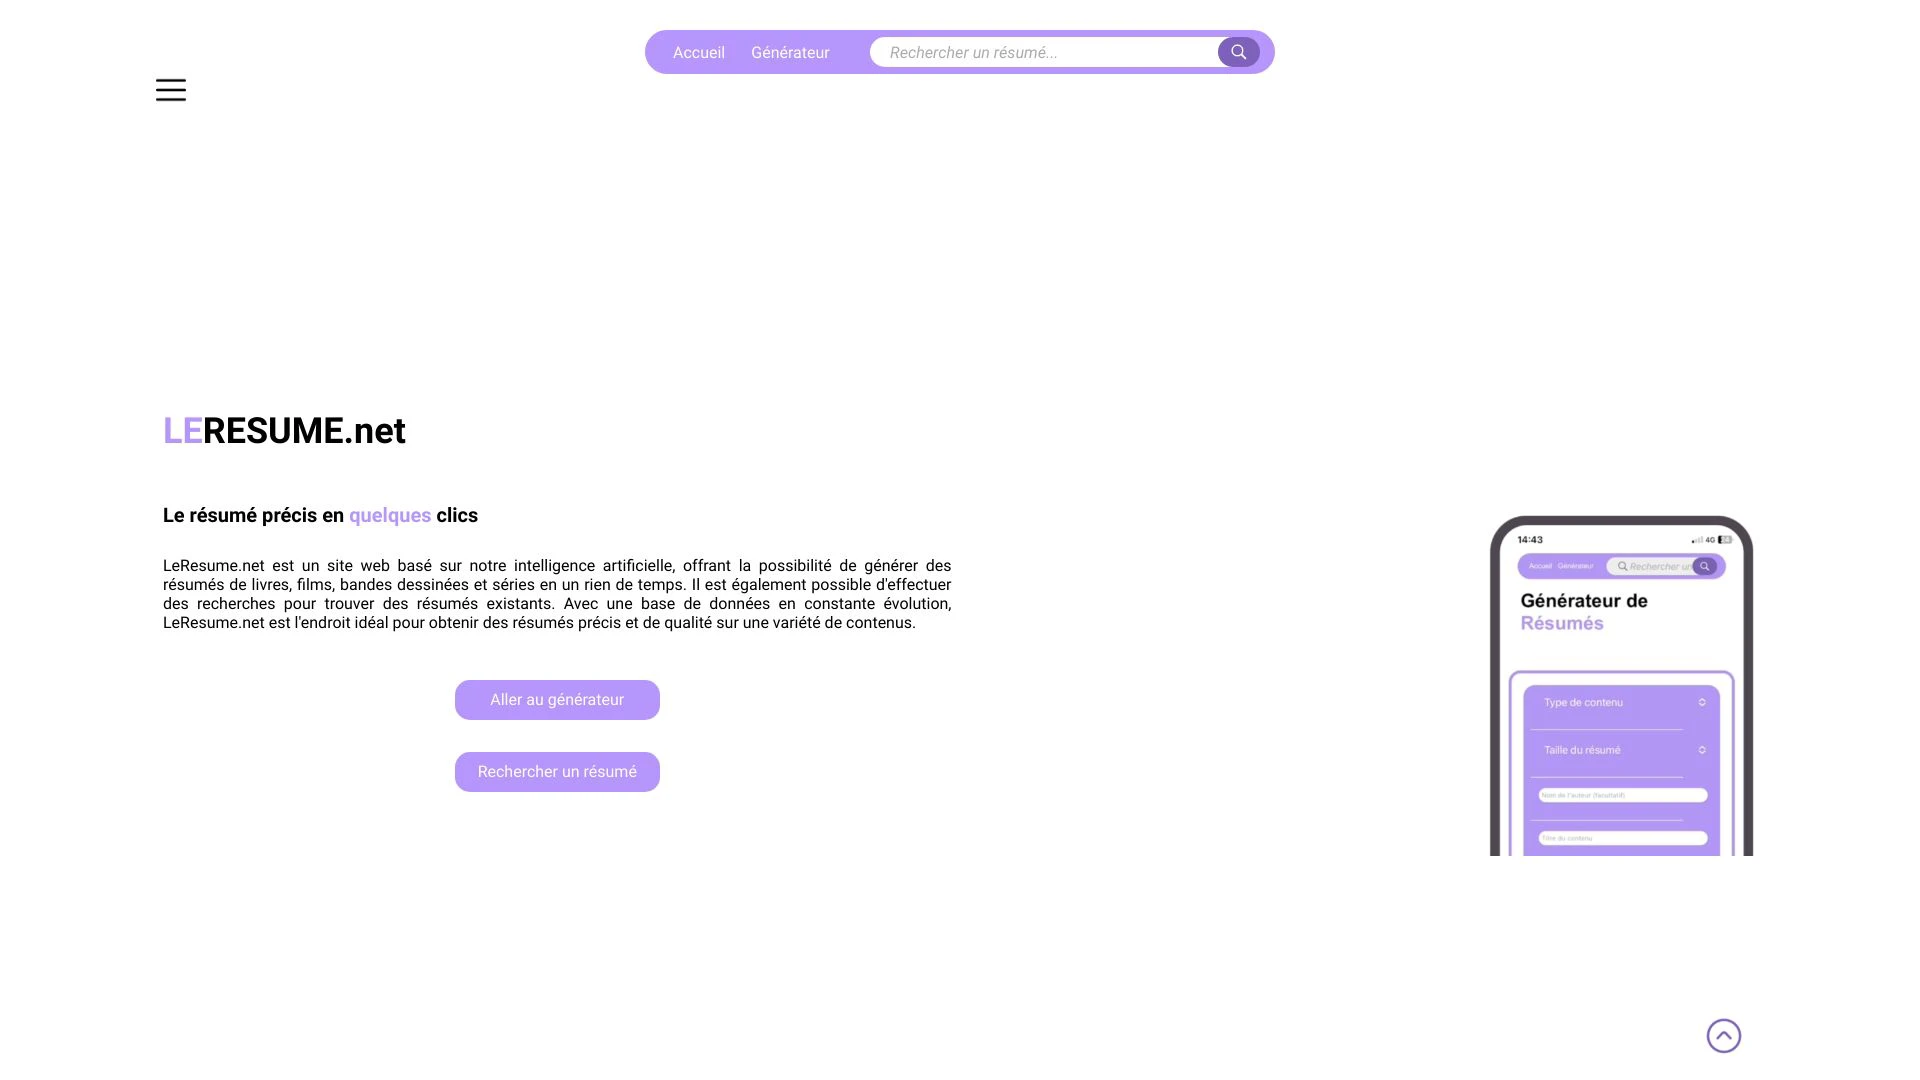 Accueil
Générateur
Rechercher un résumé...
LERESUME.net
Le résumé précis en quelques clics
LeResume.net est un site web basé sur notre intelligence artificielle, offrant la possibilité de générer des
résumés de livres, films, bandes dessinées et séries en un rien de temps. Il est également possible d'effectuer
des recherches pour trouver des résumés existants. Avec une base de données en constante évolution,
LeResume.net est l'endroit idéal pour obtenir des résumés précis et de qualité sur une variété de contenus.
Aller au générateur
Rechercher un résumé
14:43
4G
Accueil Générateur
Rechercher un
Générateur de
Résumés
Type de contenu
Taille du résumé
Nom de l'auteur (facultatif)
Titre du contenu